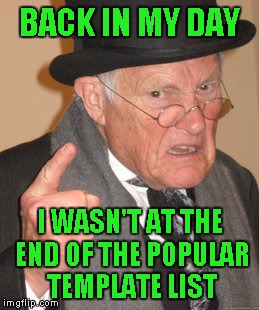 BACK IN MY DAY
I WASN'T AT THE
END OF THE POPULAR
TEMPLATE LIST
imgflip.com